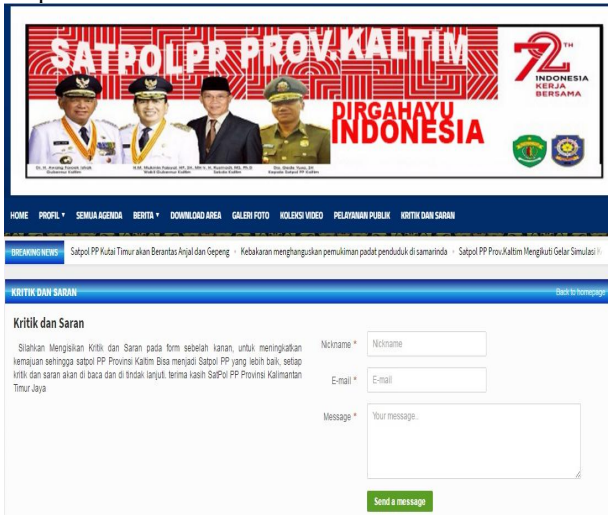 SATPOLPP PROV.KALTIM
72TH
INDONESIA
KERJA
BERSAMA
DIRGAHAYU
INDONESIA
HOME PROFIL SEMUA AGENDA BERITA DOWNLOAD AREA GALERI FOTO KOLEKSI VIDEO PELAYANAN PUBLIK KRITIK DAN SARAN
BREAKING NEWS Satpol PP Kutai Timur akan Berantas Anjal dan Gepeng Kebakaran menghanguskan pemukiman padat penduduk di samarinda Satpol PP Prov.Kaltim Mengikuti Gelar Simulasi
KRITIK DAN SARAN Back to homepage
Kritik dan Saran
Silahkan Mengisikan Kritik dan Saran pada form sebelah kanan, untuk meningkatkan
kemajuan sehingga satpol PP Provinsi Kaltim Bisa menjadi Satpol PP yang lebih baik, setiap
kritik dan saran akan di baca dan di tindak lanjuti. terima kasih SatPol PP Provinsi Kalimantan
Timur Jaya
Nickname * Nickname
E-mail * E-mail
Message * Your message..
Send a message